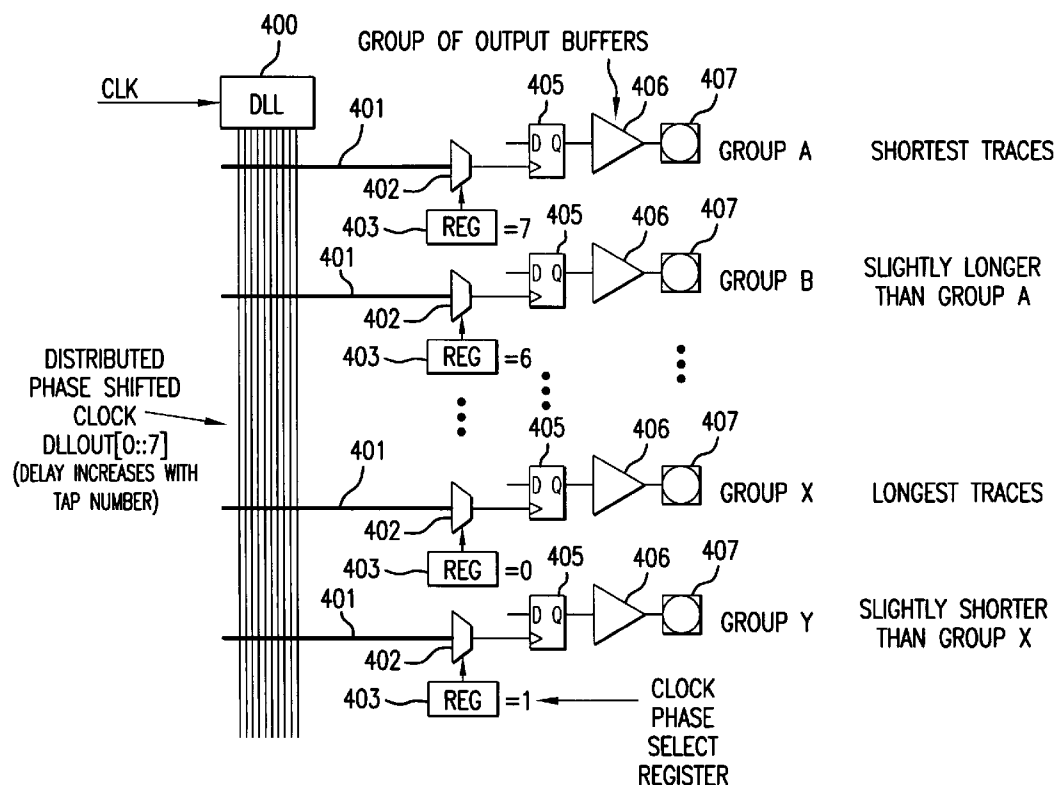 400
GROUP OF OUTPUT BUFFERS
CLK
DLL
401
402
403
REG
=7
405
D Q
406
407
GROUP A
SHORTEST TRACES
401
402
403
REG
=6
405
D Q
406
407
GROUP B
SLIGHTLY LONGER
THAN GROUP A
DISTRIBUTED
PHASE SHIFTED
CLOCK
DLLOUT[0::7]
(DELAY INCREASES WITH
TAP NUMBER)
401
402
403
REG
=0
405
D Q
406
407
GROUP X
LONGEST TRACES
401
402
403
REG
=1
405
D Q
406
407
GROUP Y
SLIGHTLY SHORTER
THAN GROUP X
CLOCK
PHASE
SELECT
REGISTER